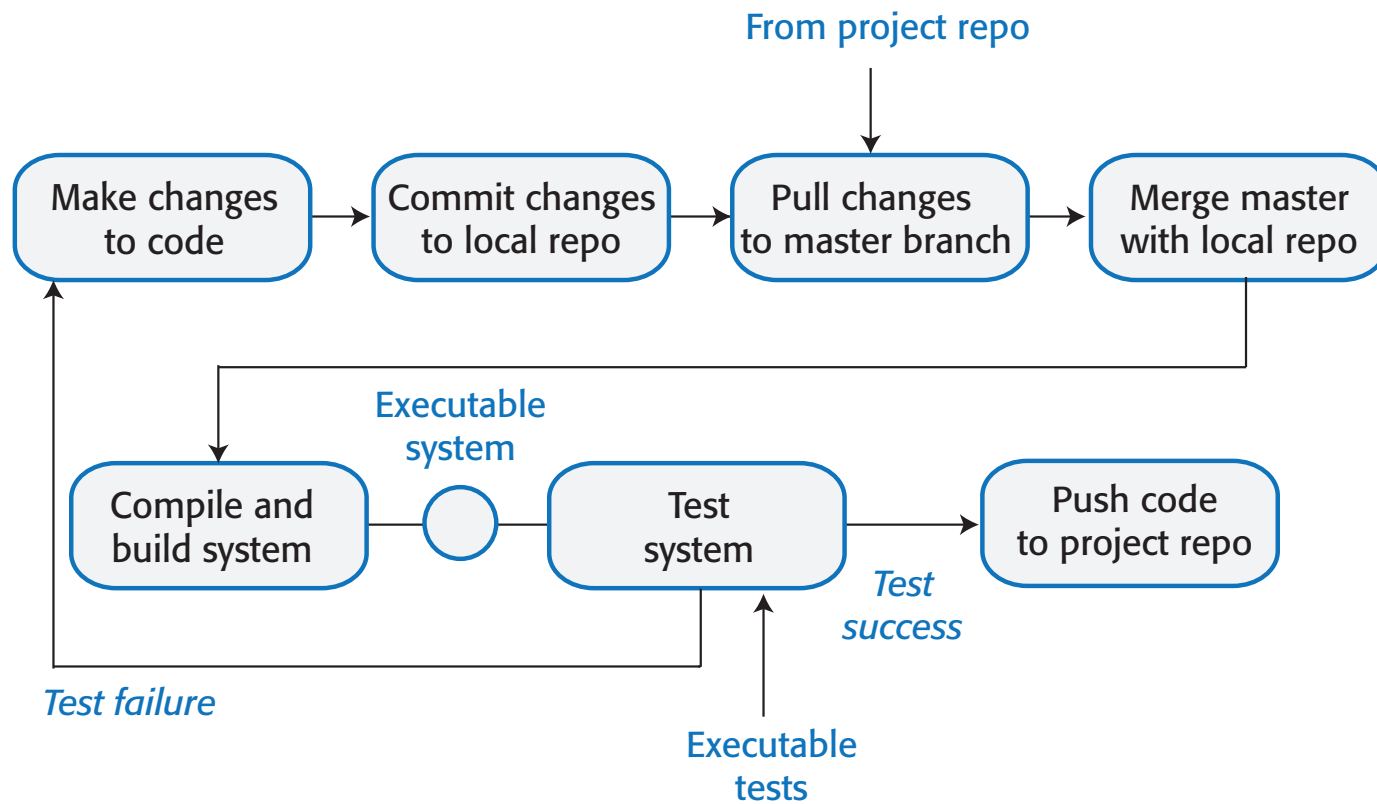 From project repo
Make changes
to code
Commit changes
to local repo
Pull changes
to master branch
Merge master
with local repo
Executable
system
Compile and
build system
Test
system
Push code
to project repo
Test
success
Test failure
Executable
tests